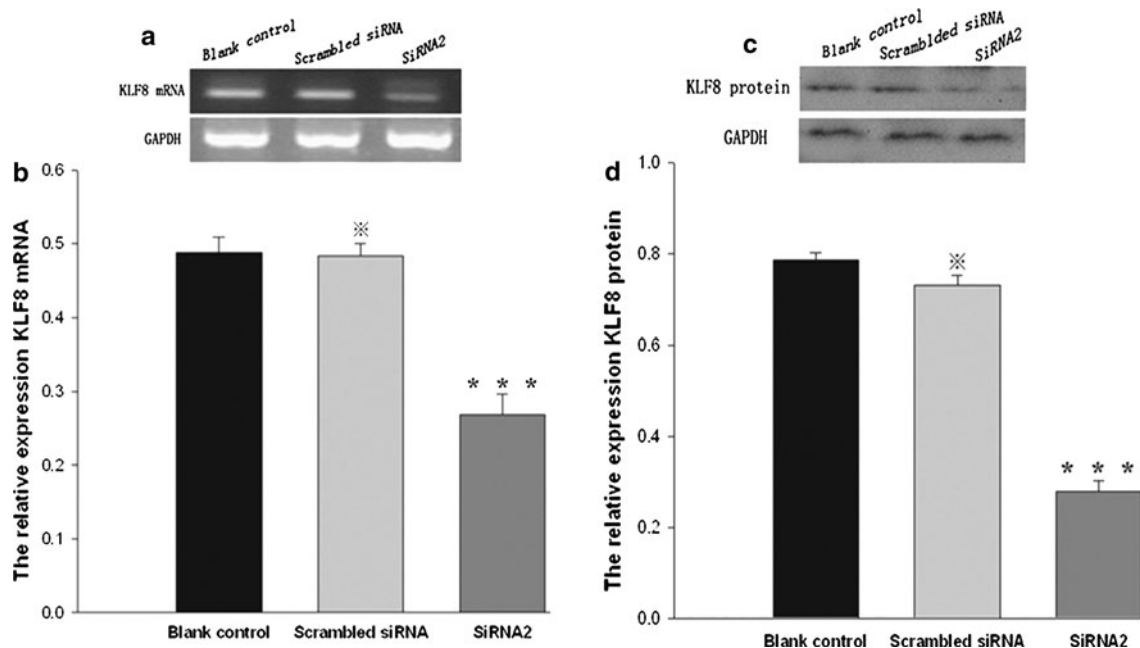 a
Blank control Scrambled siRNA SiRNA2
KLF8 mRNA
GAPDH
b
The relative expression KLF8 mRNA
0.6
0.5
0.4
0.3
0.2
0.1
0.0
※
* * *
Blank control Scrambled siRNA SiRNA2
c
Blank control Scramblded siRNA SiRNA2
KLF8 protein
GAPDH
d
The relative expression KLF8 protein
1.0
0.8
0.6
0.4
0.2
0.0
※
* * *
Blank control Scrambled siRNA SiRNA2